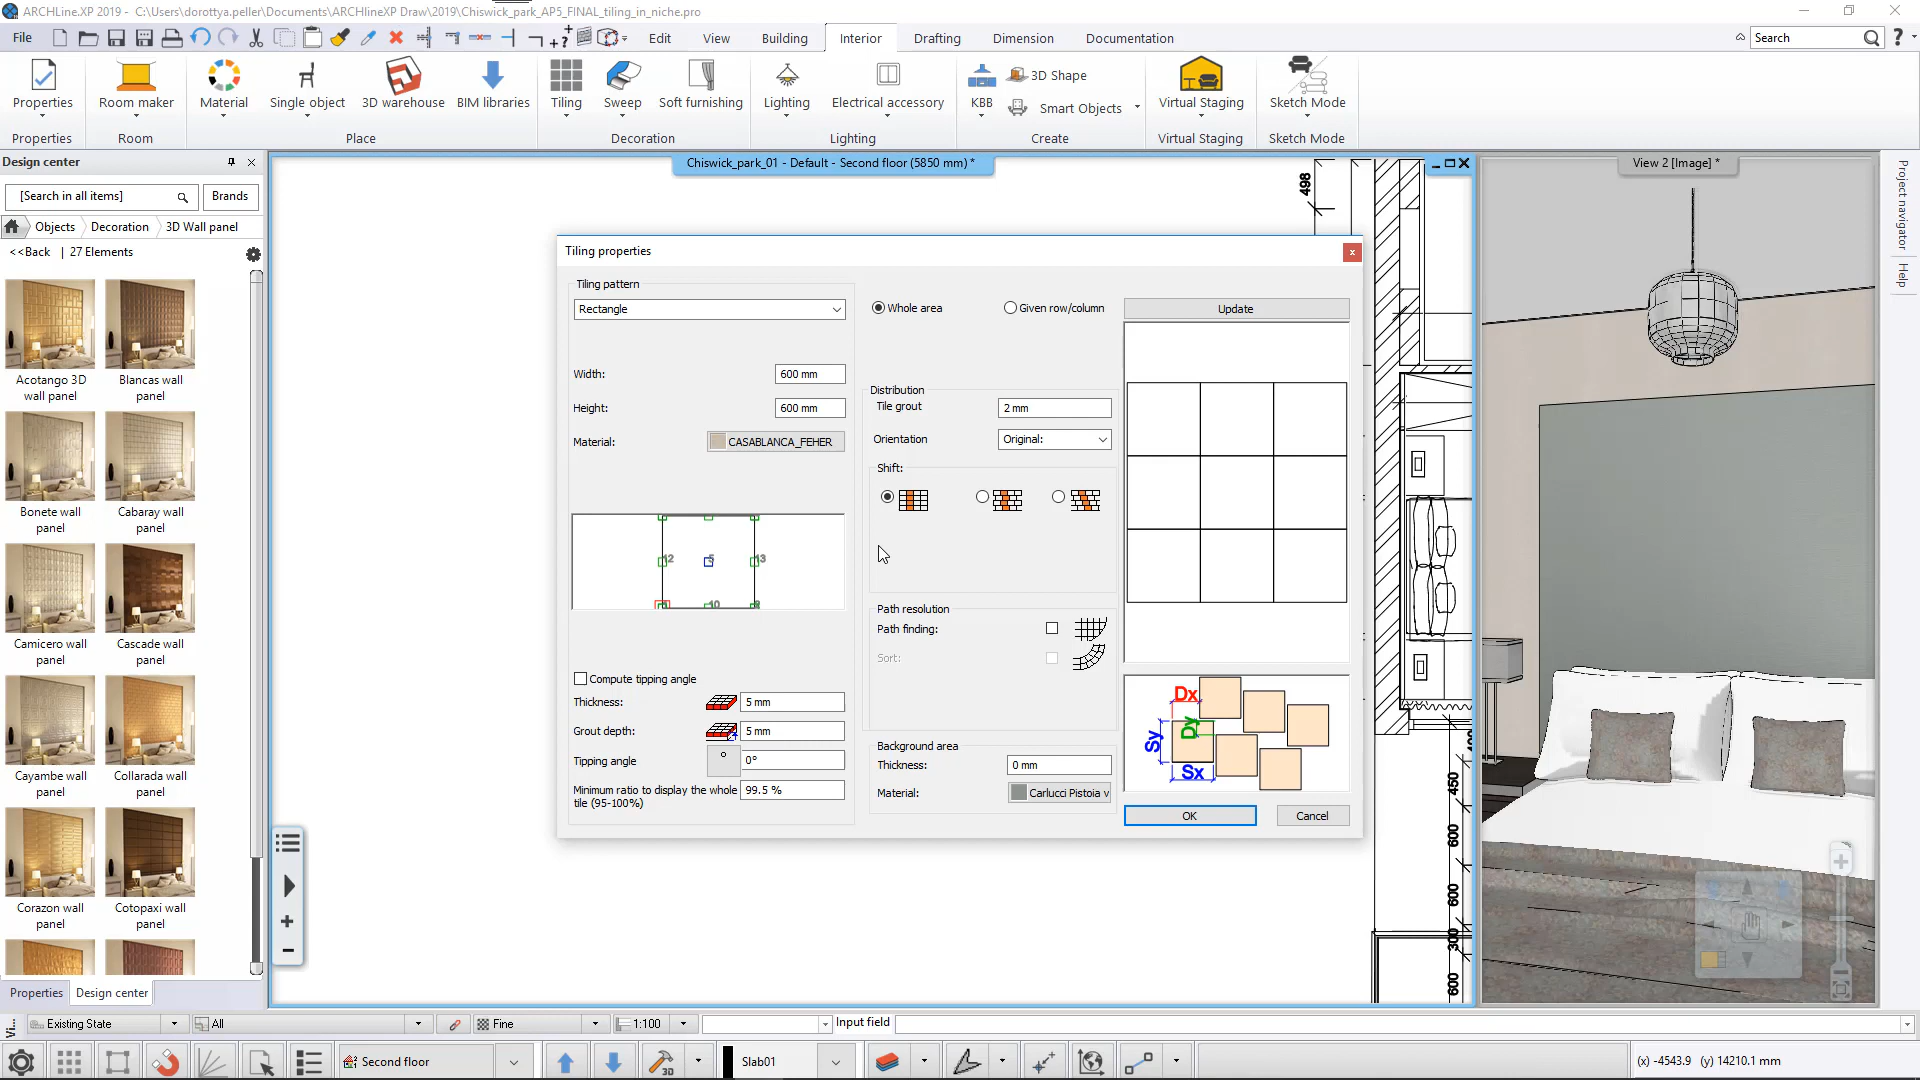 ARCHLine.XP 2019 - C:\Users\dorottya.peller\Documents\ARCHlineXP Draw\2019\Chiswick_park_AP5_FINAL_tiling_in_niche.pro
File Edit View Building Interior Drafting Dimension Documentation Search
Properties Room maker Material Single object 3D warehouse BIM libraries Tiling Sweep Soft furnishing Lighting Electrical accessory KBB 3D Shape Smart Objects Virtual Staging Sketch Mode
Properties Room Place Decoration Lighting Create Virtual Staging Sketch Mode
Design center
Chiswick_park_01 - Default - Second floor (5850 mm) *
View 2 [Image] *
[Search in all items] Brands
Objects Decoration 3D Wall panel
<<Back | 27 Elements
Acotango 3D wall panel
Blancas wall panel
Bonete wall panel
Cabaray wall panel
Camicero wall panel
Cascade wall panel
Cayambe wall panel
Collarada wall panel
Corazon wall panel
Cotopaxi wall panel
Properties Design center
Project navigator
Help
Tiling properties
Tiling pattern
Rectangle
Width: 600 mm
Height: 600 mm
Material: CASABLANCA_FEHER
12 5 13
10
Compute tipping angle
Thickness: 5 mm
Grout depth: 5 mm
Tipping angle 0°
Minimum ratio to display the whole tile (95-100%) 99.5 %
Whole area Given row/column
Distribution
Tile grout 2 mm
Orientation Original:
Shift:
Path resolution
Path finding:
Sort:
Background area
Thickness: 0 mm
Material: Carlucci Pistoia v
Update
Dx
Dy
Sy
Sx
OK Cancel
498
450
600
600
300
600
Existing State All Fine 1:100 Input field
3D
Second floor Slab01 (x) -4543.9 (y) 14210.1 mm